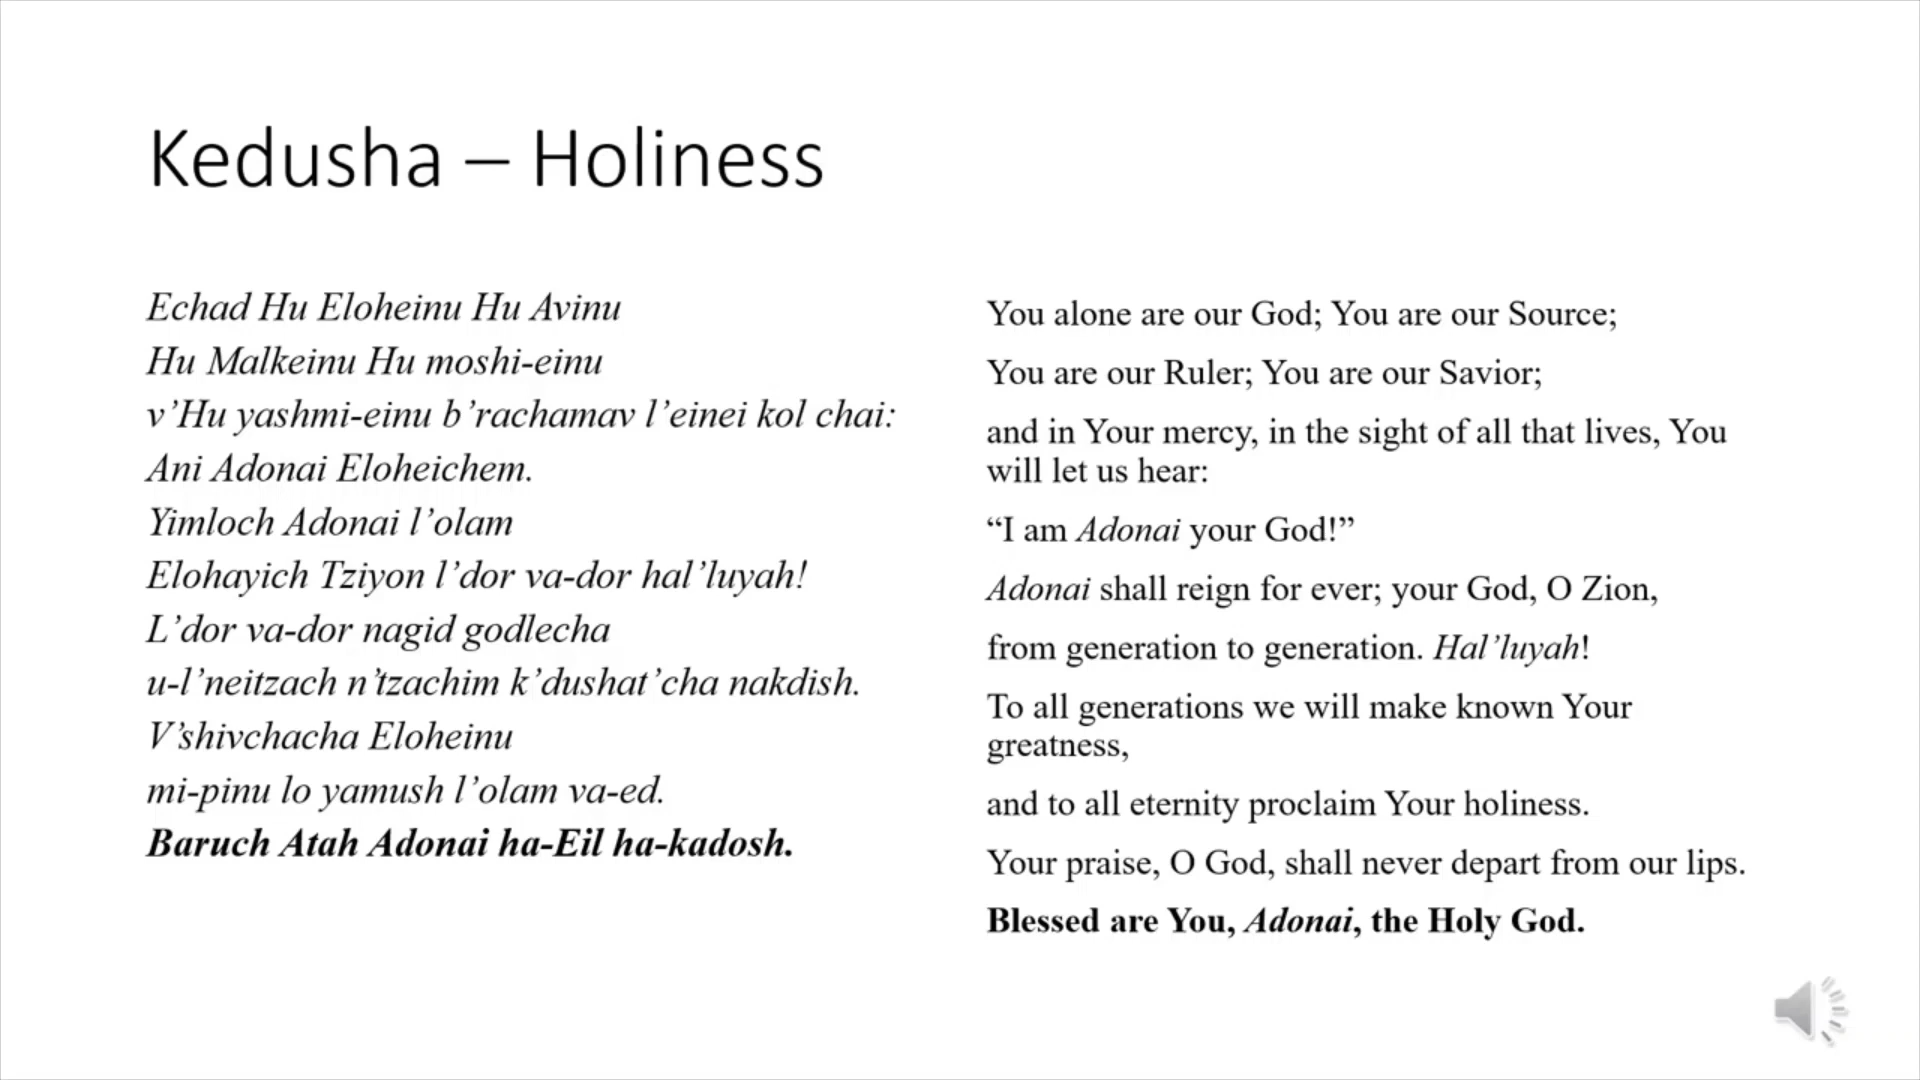 Kedusha – Holiness
Echad Hu Eloheinu Hu Avinu
Hu Malkeinu Hu moshi-einu
v’Hu yashmi-einu b’rachamav l’einei kol chai:
Ani Adonai Eloheichem.
Yimloch Adonai l’olam
Elohayich Tziyon l’dor va-dor hal’luyah!
L’dor va-dor nagid godlecha
u-l’neitzach n’tzachim k’dushat’cha nakdish.
V’shivchacha Eloheinu
mi-pinu lo yamush l’olam va-ed.
Baruch Atah Adonai ha-Eil ha-kadosh.
You alone are our God; You are our Source;
You are our Ruler; You are our Savior;
and in Your mercy, in the sight of all that lives, You
will let us hear:
“I am Adonai your God!”
Adonai shall reign for ever; your God, O Zion,
from generation to generation. Hal’luyah!
To all generations we will make known Your
greatness,
and to all eternity proclaim Your holiness.
Your praise, O God, shall never depart from our lips.
Blessed are You, Adonai, the Holy God.